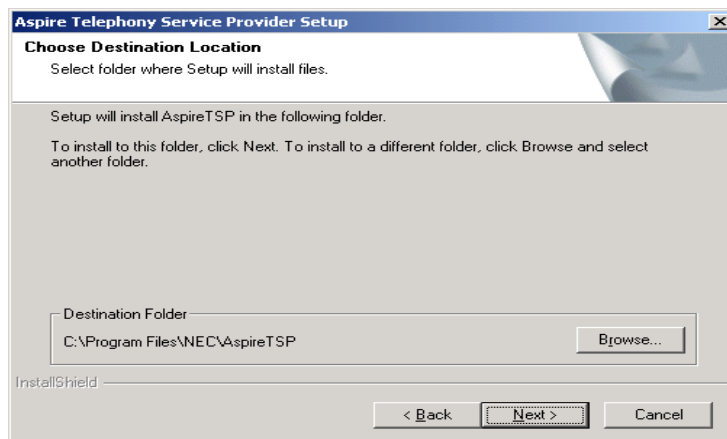 Aspire Telephony Service Provider Setup
Choose Destination Location
Select folder where Setup will install files.
Setup will install AspireTSP in the following folder.
To install to this folder, click Next. To install to a different folder, click Browse and select
another folder.
Destination Folder
C:\Program Files\NEC\AspireTSP
Browse...
InstallShield
< Back
Next >
Cancel